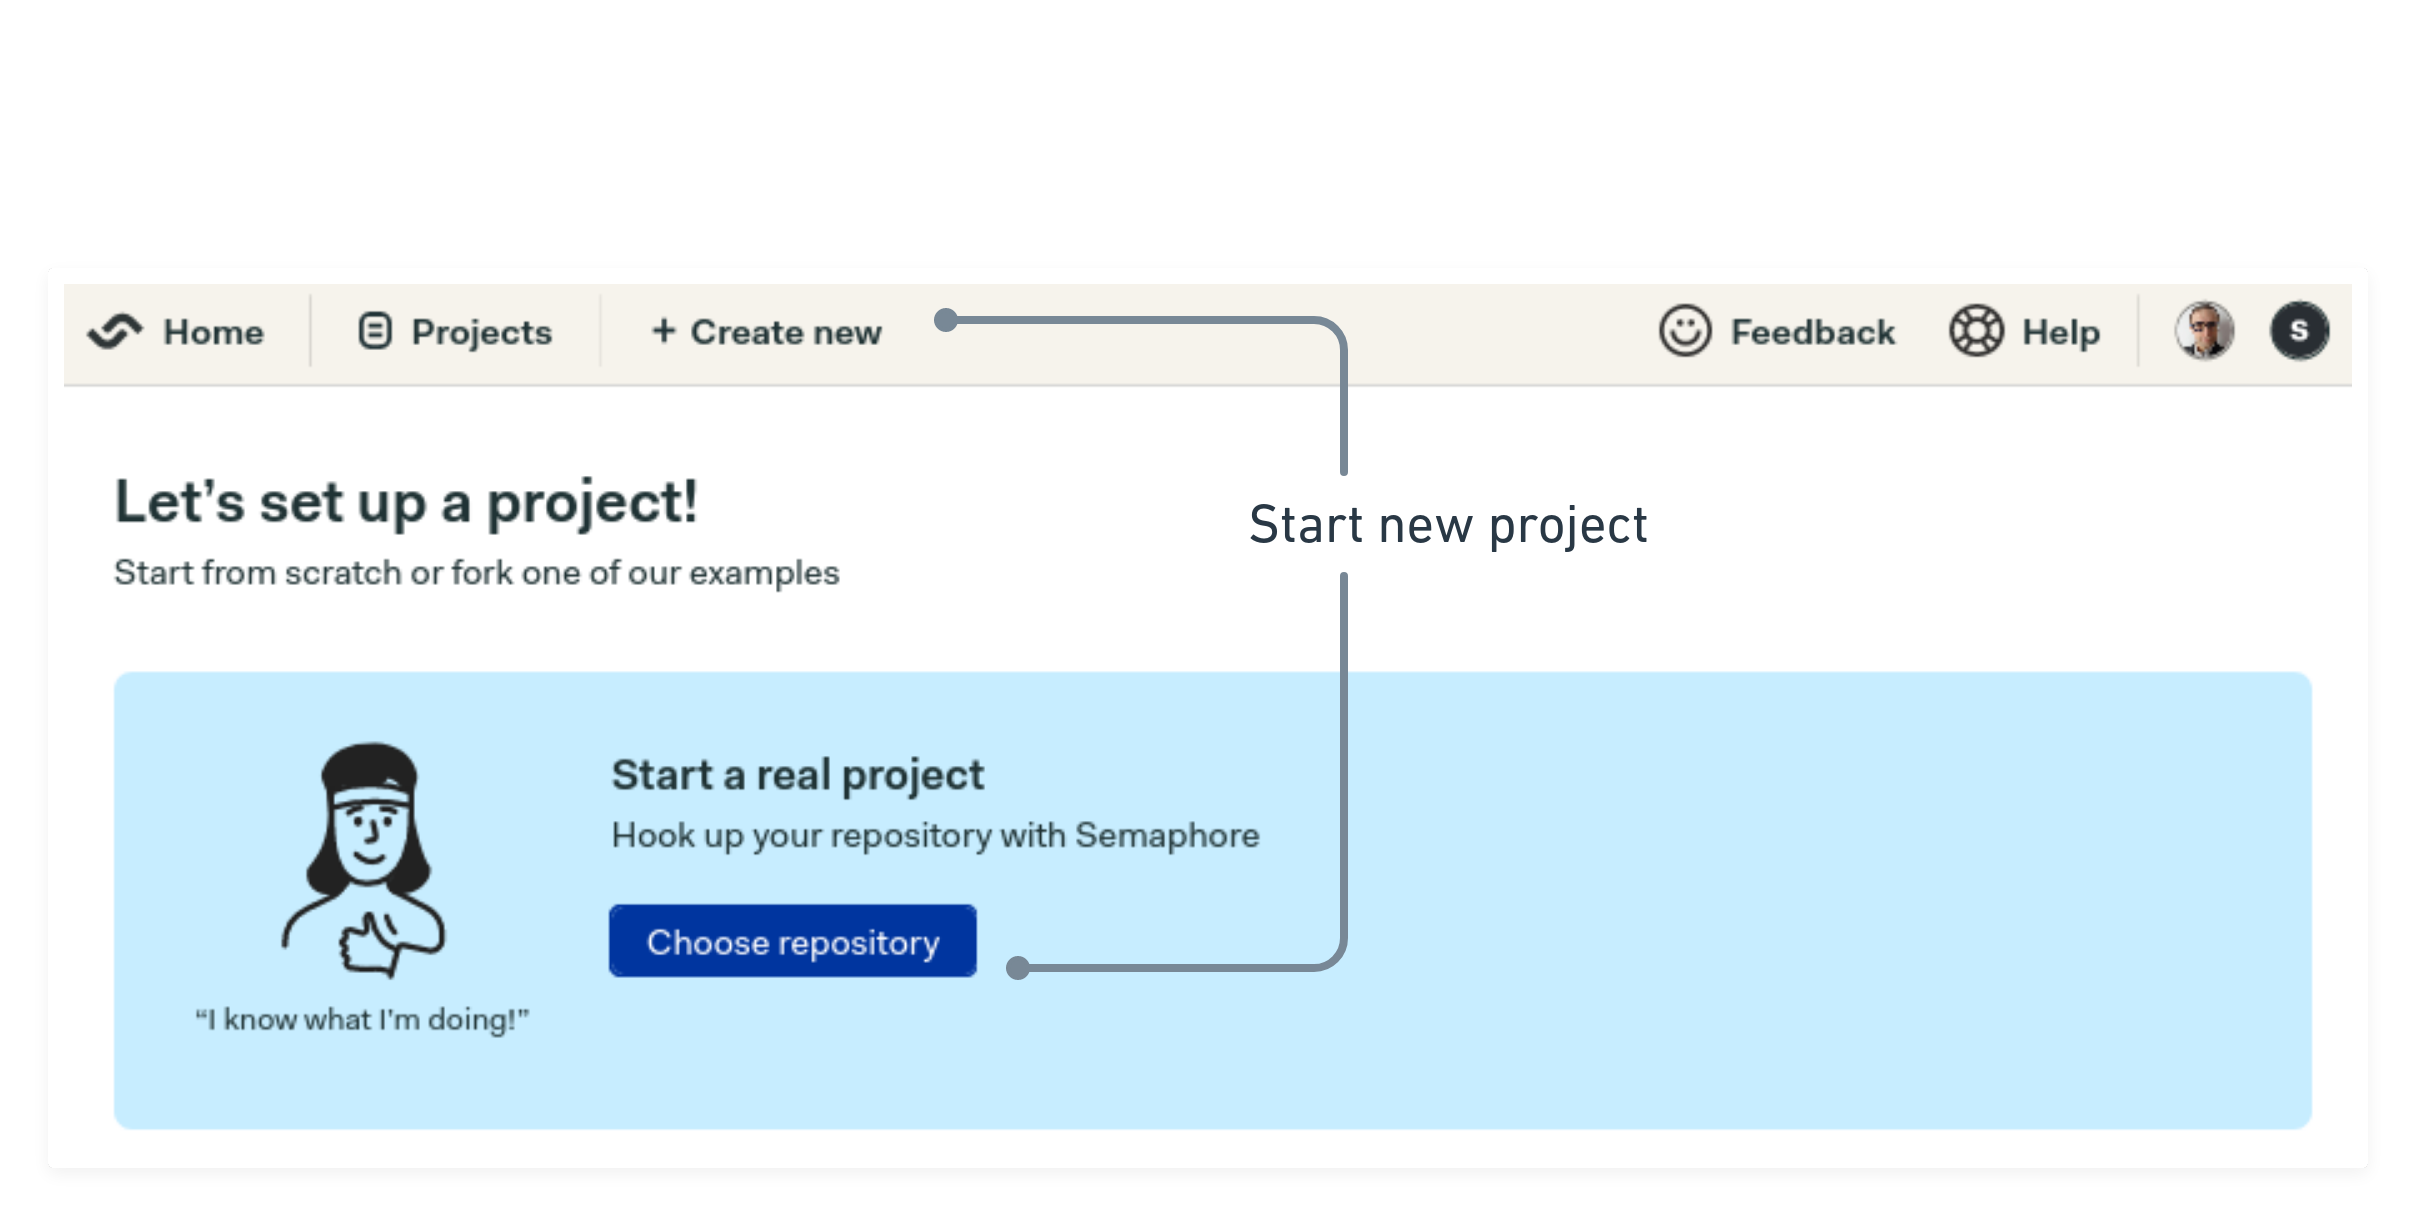 Home
Projects
+ Create new
Feedback
Help
S
Let’s set up a project!
Start from scratch or fork one of our examples
Start new project
Start a real project
Hook up your repository with Semaphore
Choose repository
“I know what I'm doing!”